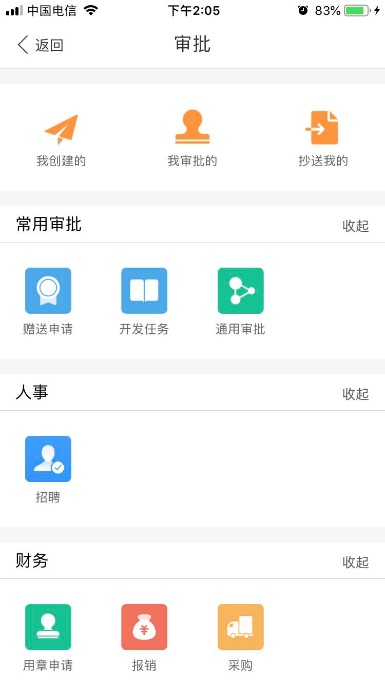 中国电信 下午2:05 83%
返回 审批
我创建的 我审批的 抄送我的
常用审批 收起
赠送申请 开发任务 通用审批
人事 收起
招聘
财务 收起
用章申请 报销 采购